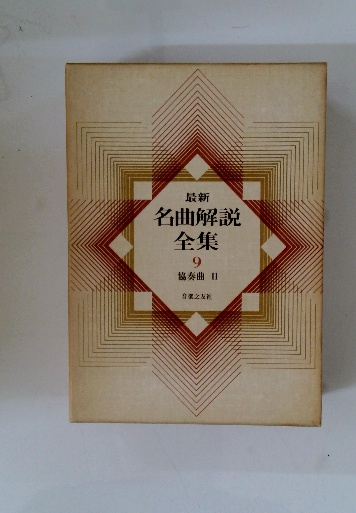 最新
名曲解説
全集
9
協奏曲 II
音楽之友社